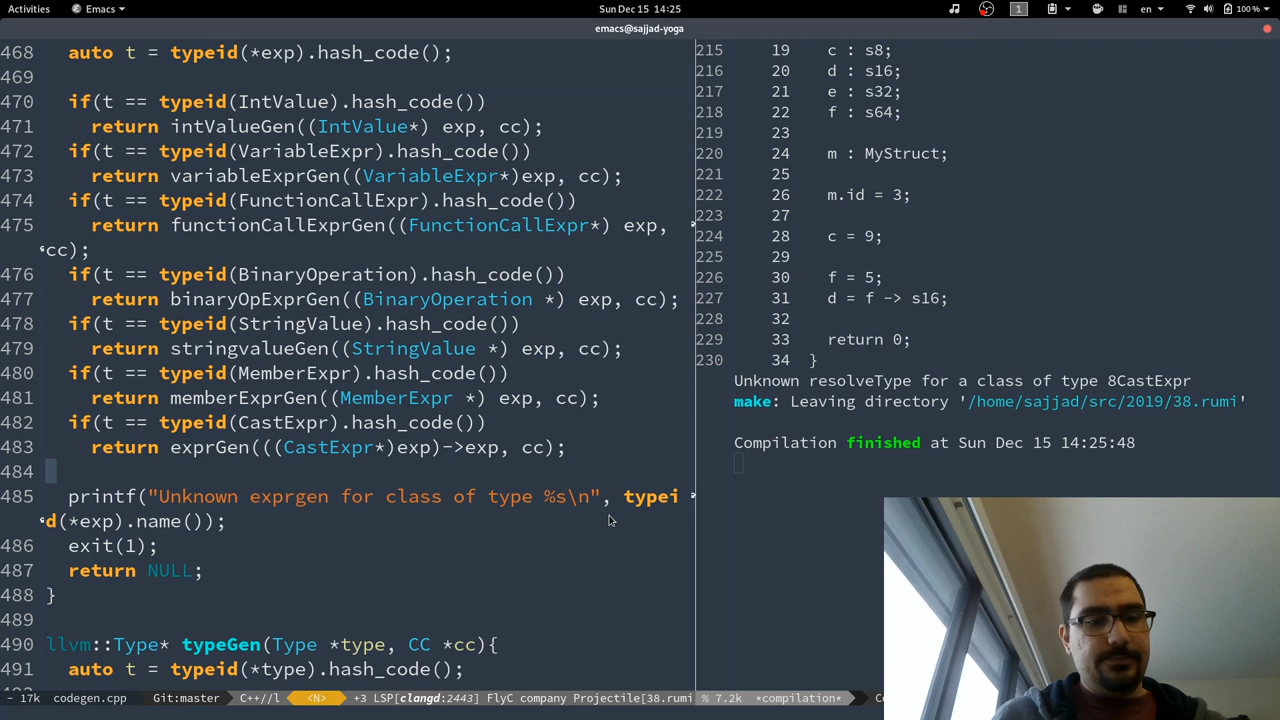 Activities Emacs Sun Dec 15 14:25 1 en 100 %
emacs@sajjad-yoga
468 auto t = typeid(*exp).hash_code();
469
470 if(t == typeid(IntValue).hash_code())
471 return intValueGen((IntValue*) exp, cc);
472 if(t == typeid(VariableExpr).hash_code())
473 return variableExprGen((VariableExpr*)exp, cc);
474 if(t == typeid(FunctionCallExpr).hash_code())
475 return functionCallExprGen((FunctionCallExpr*) exp,
cc);
476 if(t == typeid(BinaryOperation).hash_code())
477 return binaryOpExprGen((BinaryOperation *) exp, cc);
478 if(t == typeid(StringValue).hash_code())
479 return stringvalueGen((StringValue *) exp, cc);
480 if(t == typeid(MemberExpr).hash_code())
481 return memberExprGen((MemberExpr *) exp, cc);
482 if(t == typeid(CastExpr).hash_code())
483 return exprGen(((CastExpr*)exp)->exp, cc);
484
485 printf("Unknown exprgen for class of type %s\n", typei
d(*exp).name());
486 exit(1);
487 return NULL;
488 }
489
490 llvm::Type* typeGen(Type *type, CC *cc){
491 auto t = typeid(*type).hash_code();
- 17k codegen.cpp Git:master C++//l <N> +3 LSP[clangd:2443] FlyC company Projectile[38.rumi
215 19 c : s8;
216 20 d : s16;
217 21 e : s32;
218 22 f : s64;
219 23
220 24 m : MyStruct;
221 25
222 26 m.id = 3;
223 27
224 28 c = 9;
225 29
226 30 f = 5;
227 31 d = f -> s16;
228 32
229 33 return 0;
230 34 }
Unknown resolveType for a class of type 8CastExpr
make: Leaving directory '/home/sajjad/src/2019/38.rumi'
Compilation finished at Sun Dec 15 14:25:48
% 7.2k *compilation* Co